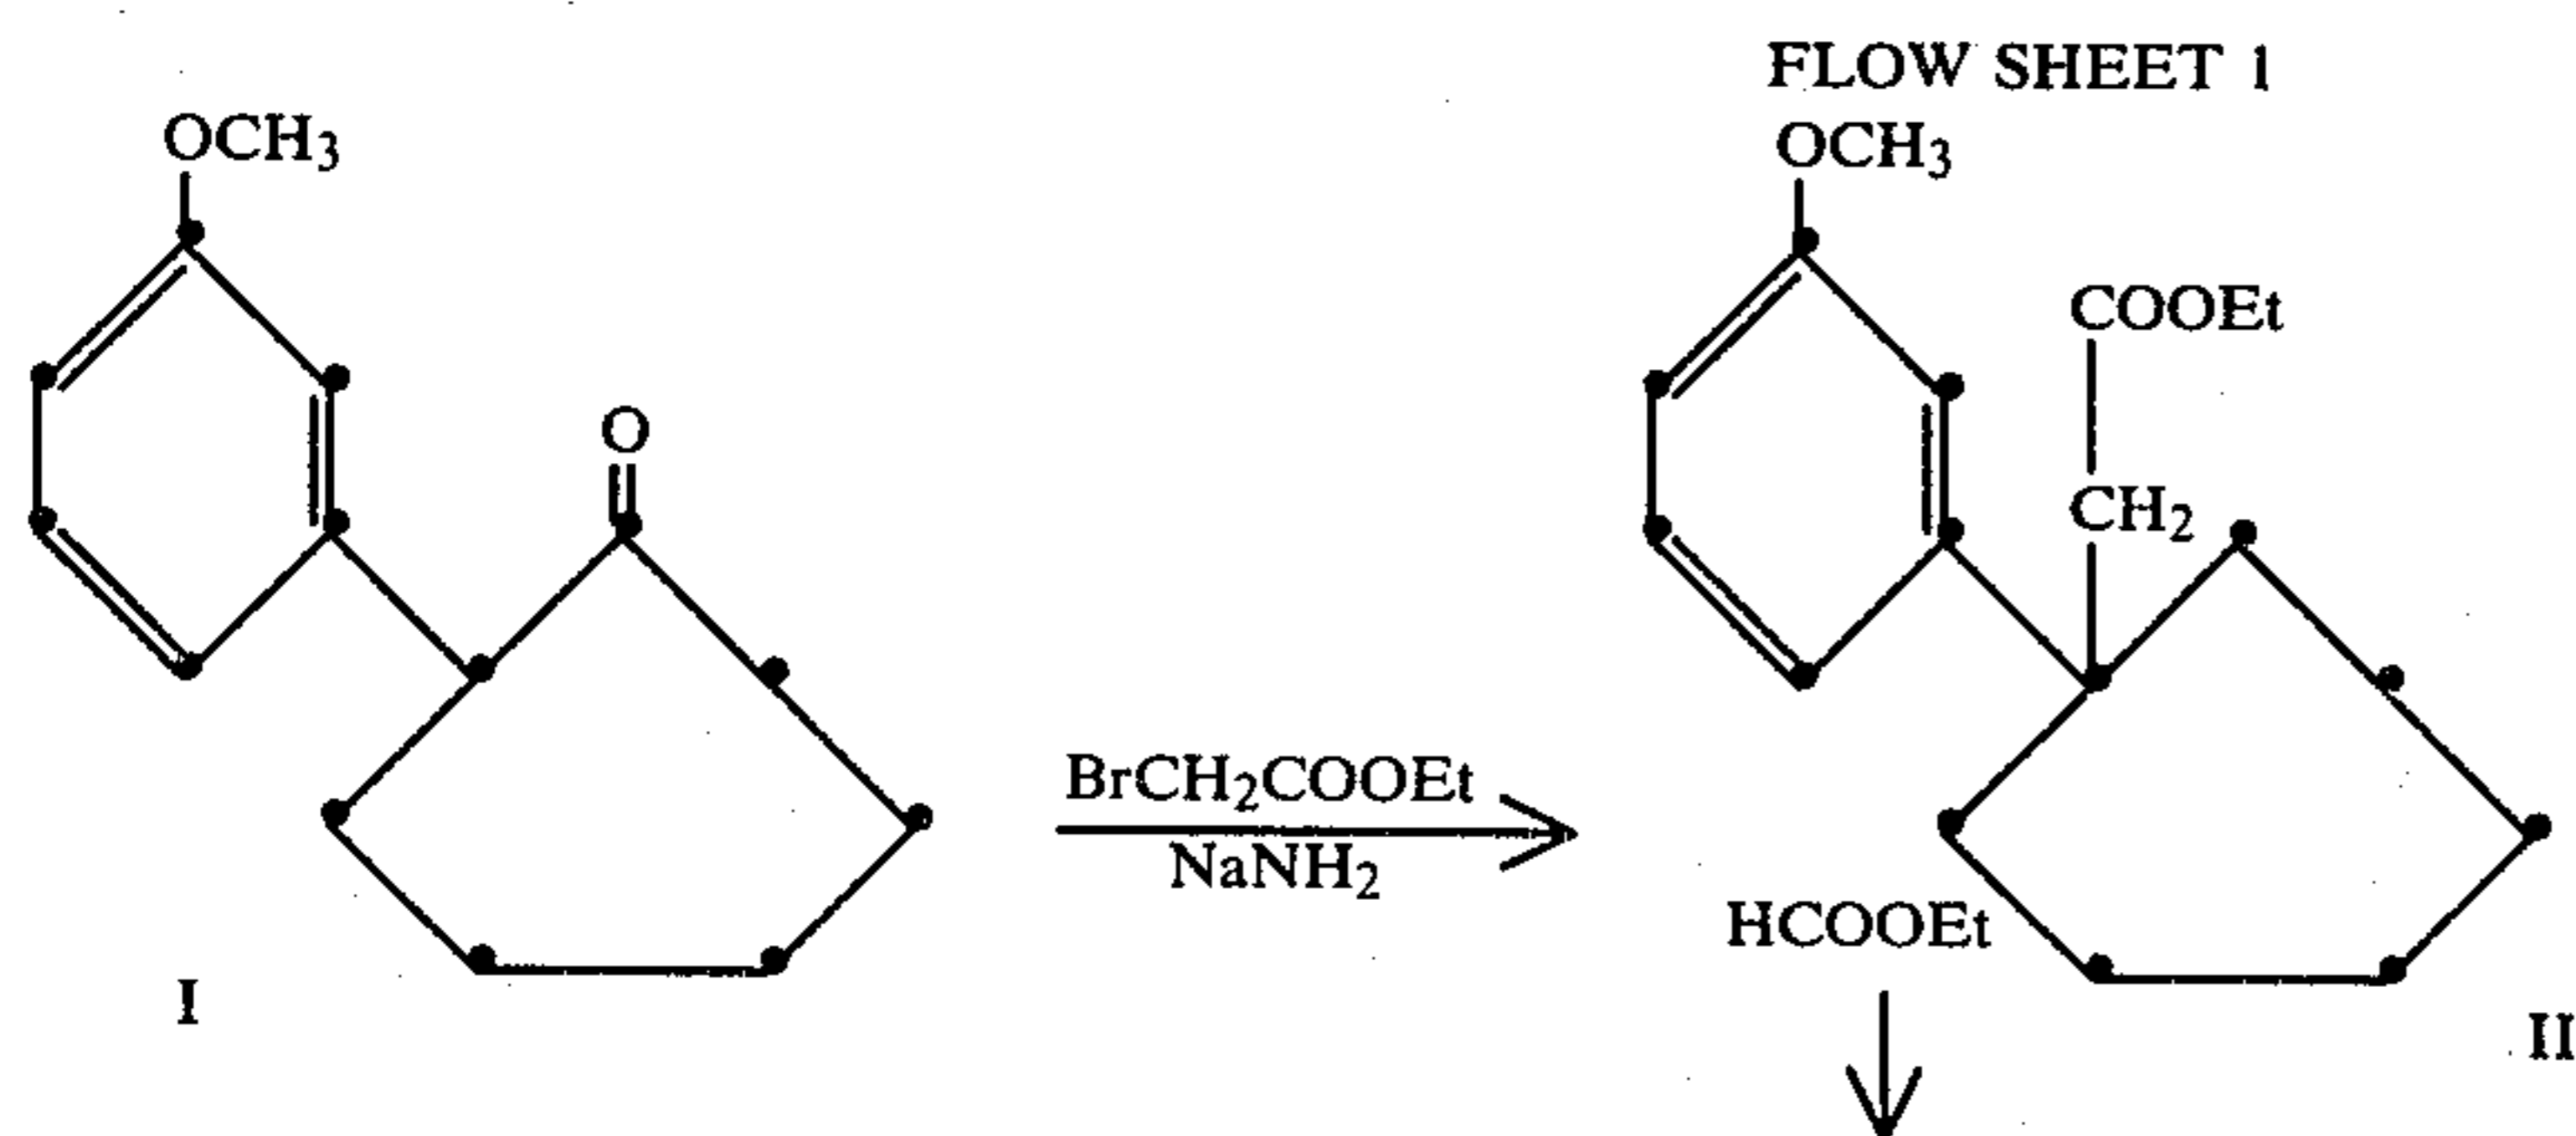 FLOW SHEET 1
OCH3
OCH3
COOEt
O
CH2
BrCH2COOEt
NaNH2
HCOOEt
I
II